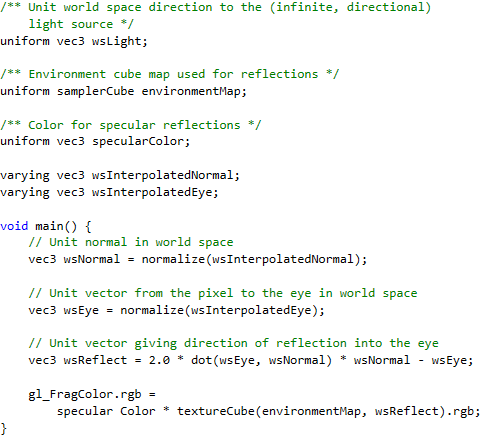 /** Unit world space direction to the (infinite, directional)
light source */
uniform vec3 wsLight;
/** Environment cube map used for reflections */
uniform samplerCube environmentMap;
/** Color for specular reflections */
uniform vec3 specularColor;
varying vec3 wsInterpolatedNormal;
varying vec3 wsInterpolatedEye;
void main() {
// Unit normal in world space
vec3 wsNormal = normalize(wsInterpolatedNormal);
// Unit vector from the pixel to the eye in world space
vec3 wsEye = normalize(wsInterpolatedEye);
// Unit vector giving direction of reflection into the eye
vec3 wsReflect = 2.0 * dot(wsEye, wsNormal) * wsNormal - wsEye;
gl_FragColor.rgb =
specular Color * textureCube(environmentMap, wsReflect).rgb;
}